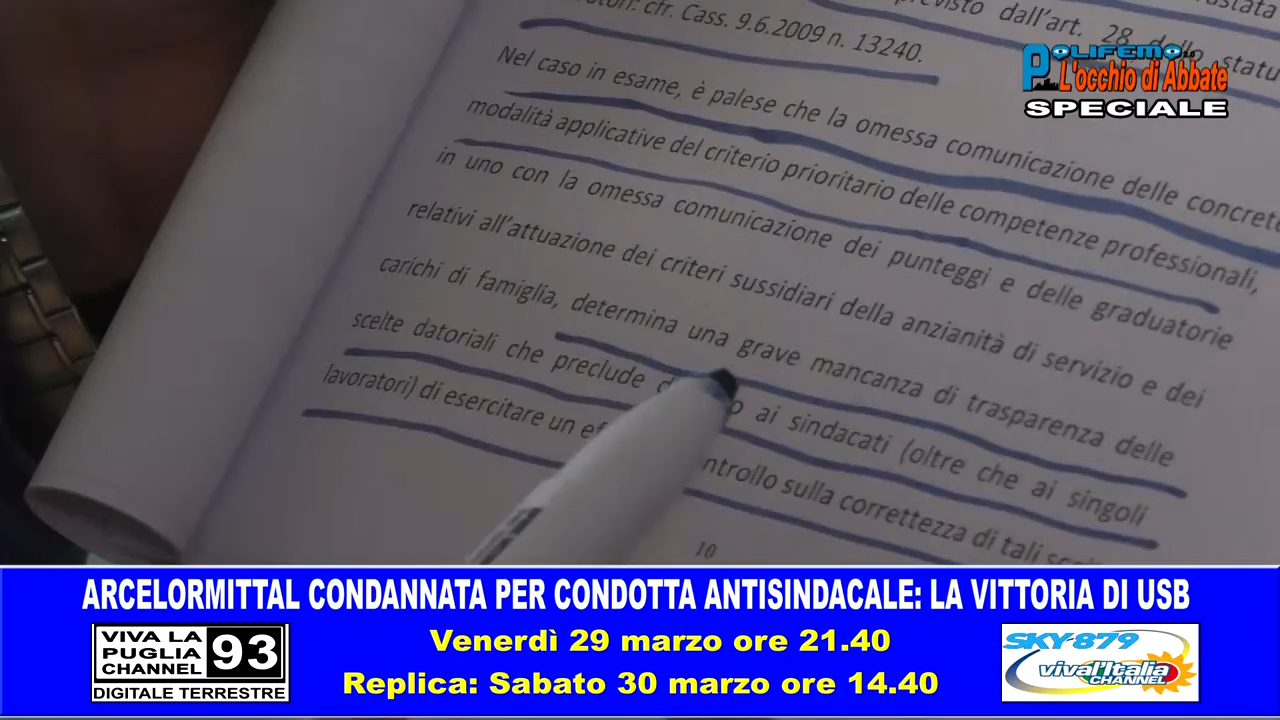 dall'art. 28
cfr. Cass. 9.6.2009 n. 13240.
Nel caso in esame, è palese che la omessa comunicazione delle concrete
modalità applicative del criterio prioritario delle competenze professionali,
in uno con la omessa comunicazione dei punteggi e delle graduatorie
relativi all'attuazione dei criteri sussidiari della anzianità di servizio e dei
carichi di famiglia, determina una grave mancanza di trasparenza delle
scelte datoriali che preclude ai sindacati (oltre che ai singoli
lavoratori) di esercitare un sulla correttezza di tali
10
POLIFEMO
L'occhio di Abbate
SPECIALE
ARCELORMITTAL CONDANNATA PER CONDOTTA ANTISINDACALE: LA VITTORIA DI USB
VIVA LA
PUGLIA 93
CHANNEL
DIGITALE TERRESTRE
Venerdì 29 marzo ore 21.40
Replica: Sabato 30 marzo ore 14.40
SKY-879
viva l'Italia
CHANNEL